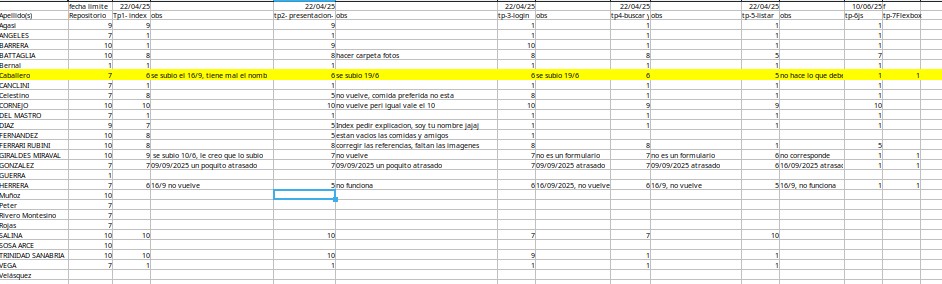 fecha límite 22/04/25 22/04/25 22/04/25 22/04/25 22/04/25 10/06/25 f
Apellido(s) Repositorio Tp1- index obs tp2- presentacion- obs tp-3-login obs tp4-buscar y obs tp-5-listar obs tp-6js tp-7Flexbox
Agasi 9 9 9 1 1 1 1
ANGELES 7 1 1 1 1 1 1
BARRERA 10 1 9 10 1 1 1
BATTAGLIA 10 8 8 hacer carpeta fotos 8 8 5 7
Bernal 1 1 1 1 1 1 1
Caballero 7 6 se subio el 16/9, tiene mal el nomb 6 se subio 19/6 6 se subio 19/6 6 5 no hace lo que debe 1 1
CANCLINI 7 1 1 1 1 1 1
Celestino 7 8 5 no vuelve, comida preferida no esta 8 1 1 1
CORNEJO 10 10 10 no vuelve peri igual vale el 10 10 9 9 10
DEL MUL 7 1 1 1 1 1 1
DIAZ 9 7 5 Index pedir explicacion, soy tu nombre jajaj 1 1 1 1
FERNANDEZ 10 8 5 estan vacios las comidas y amigos 1
FERRARI RUBINI 10 8 8 corregir las referencias, faltan las imagenes 8 8 1 5
GIRALDES MIRAVAL 10 9 se subio 10/6, le creo que lo subio 7 no vuelve 7 no es un formulario 7 no es un formulario 6 no corresponde 1 1
GONZALEZ 7 7 09/09/2025 un poquito atrasado 7 09/09/2025 un poquito atrasado 7 09/09/2025 atrasado 7 09/09/2025 atrasado 6 16/09/2025 atrasac 1 1
GUERRA 1
HERRERA 7 6 16/9 no vuelve 5 no funciona 6 16/09/2025, no vuelve 6 16/9, no vuelve 5 16/9, no funciona 1 1
Muñoz 10
Peter 7
Rivero Montesino 7
Rojas 7
SALINA 10 10 10 7 7 10
SOSA ARCE 10
TRINIDAD SANABRIA 10 10 10 9 1 1
VEGA 7 1 1 1 1 1
Velásquez